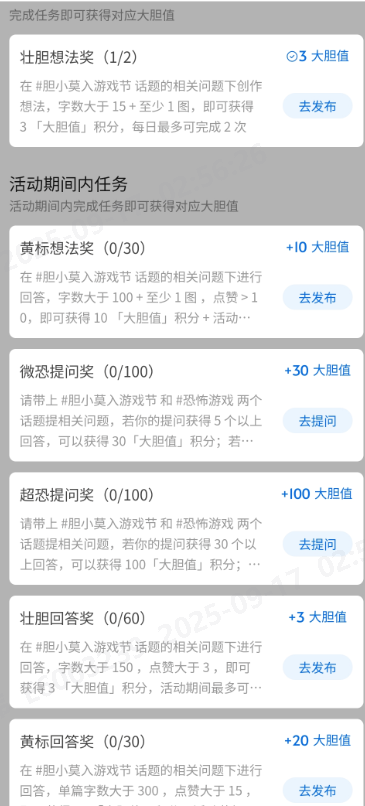 完成任务即可获得对应大胆值
壮胆想法奖（1/2）
3 大胆值
在 #胆小莫入游戏节 话题的相关问题下创作
想法，字数大于 15 + 至少 1 图，即可获得
3 「大胆值」积分，每日最多可完成 2 次
去发布
活动期间内任务
活动期间内完成任务即可获得对应大胆值
黄标想法奖（0/30）
+10 大胆值
在 #胆小莫入游戏节 话题的相关问题下进行
回答，字数大于 100 + 至少 1 图 ，点赞 > 1
0，即可获得 10 「大胆值」积分 + 活动…
去发布
微恐提问奖（0/100）
+30 大胆值
请带上 #胆小莫入游戏节 和 #恐怖游戏 两个
话题提相关问题，若你的提问获得 5 个以上
回答，可以获得 30「大胆值」积分；若…
去提问
超恐提问奖（0/100）
+100 大胆值
请带上 #胆小莫入游戏节 和 #恐怖游戏 两个
话题提相关问题，若你的提问获得 30 个以
上回答，可以获得 100「大胆值」积分；…
去提问
壮胆回答奖（0/60）
+3 大胆值
在 #胆小莫入游戏节 话题的相关问题下进行
回答，字数大于 150 ，点赞大于 3 ，即可
获得 3 「大胆值」积分，活动期间最多可…
去发布
黄标回答奖（0/30）
+20 大胆值
在 #胆小莫入游戏节 话题的相关问题下进行
回答，单篇字数大于 300 ，点赞大于 15 ，
去发布